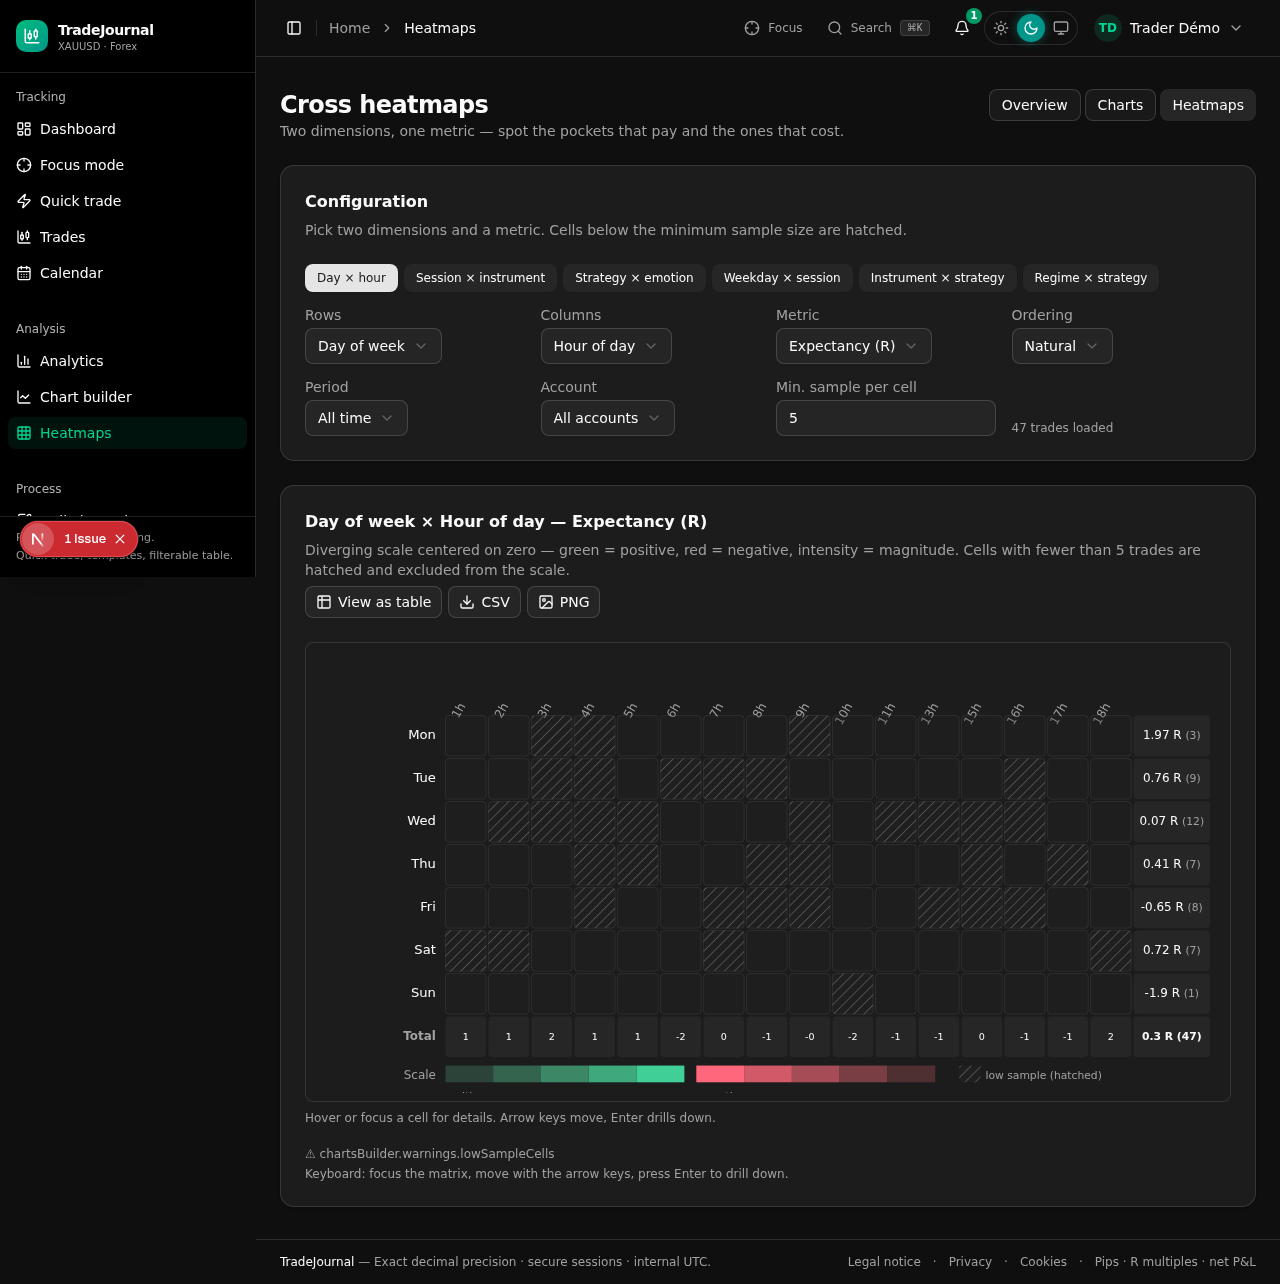 TradeJournal
XAUUSD · Forex
Home
Heatmaps
Focus
Search
⌘K
1
TD
Trader Démo
Tracking
Dashboard
Focus mode
Quick trade
Trades
Calendar
Analysis
Analytics
Chart builder
Heatmaps
Process
1 Issue
ng.
filterable table.
Cross heatmaps
Overview
Charts
Heatmaps
Two dimensions, one metric — spot the pockets that pay and the ones that cost.
Configuration
Pick two dimensions and a metric. Cells below the minimum sample size are hatched.
Day × hour
Session × instrument
Strategy × emotion
Weekday × session
Instrument × strategy
Regime × strategy
Rows
Columns
Metric
Ordering
Day of week
Hour of day
Expectancy (R)
Natural
Period
Account
Min. sample per cell
All time
All accounts
5
47 trades loaded
Day of week × Hour of day — Expectancy (R)
Diverging scale centered on zero — green = positive, red = negative, intensity = magnitude. Cells with fewer than 5 trades are
hatched and excluded from the scale.
View as table
CSV
PNG
1h 2h 3h 4h 5h 6h 7h 8h 9h 10h 11h 13h 15h 16h 17h 18h
Mon 1.97 R (3)
Tue 0.76 R (9)
Wed 0.07 R (12)
Thu 0.41 R (7)
Fri -0.65 R (8)
Sat 0.72 R (7)
Sun -1.9 R (1)
Total 1 1 2 1 1 -2 0 -1 -0 -2 -1 -1 0 -1 -1 2 0.3 R (47)
Scale
low sample (hatched)
Hover or focus a cell for details. Arrow keys move, Enter drills down.
⚠ chartsBuilder.warnings.lowSampleCells
Keyboard: focus the matrix, move with the arrow keys, press Enter to drill down.
TradeJournal — Exact decimal precision · secure sessions · internal UTC.
Legal notice · Privacy · Cookies · Pips · R multiples · net P&L